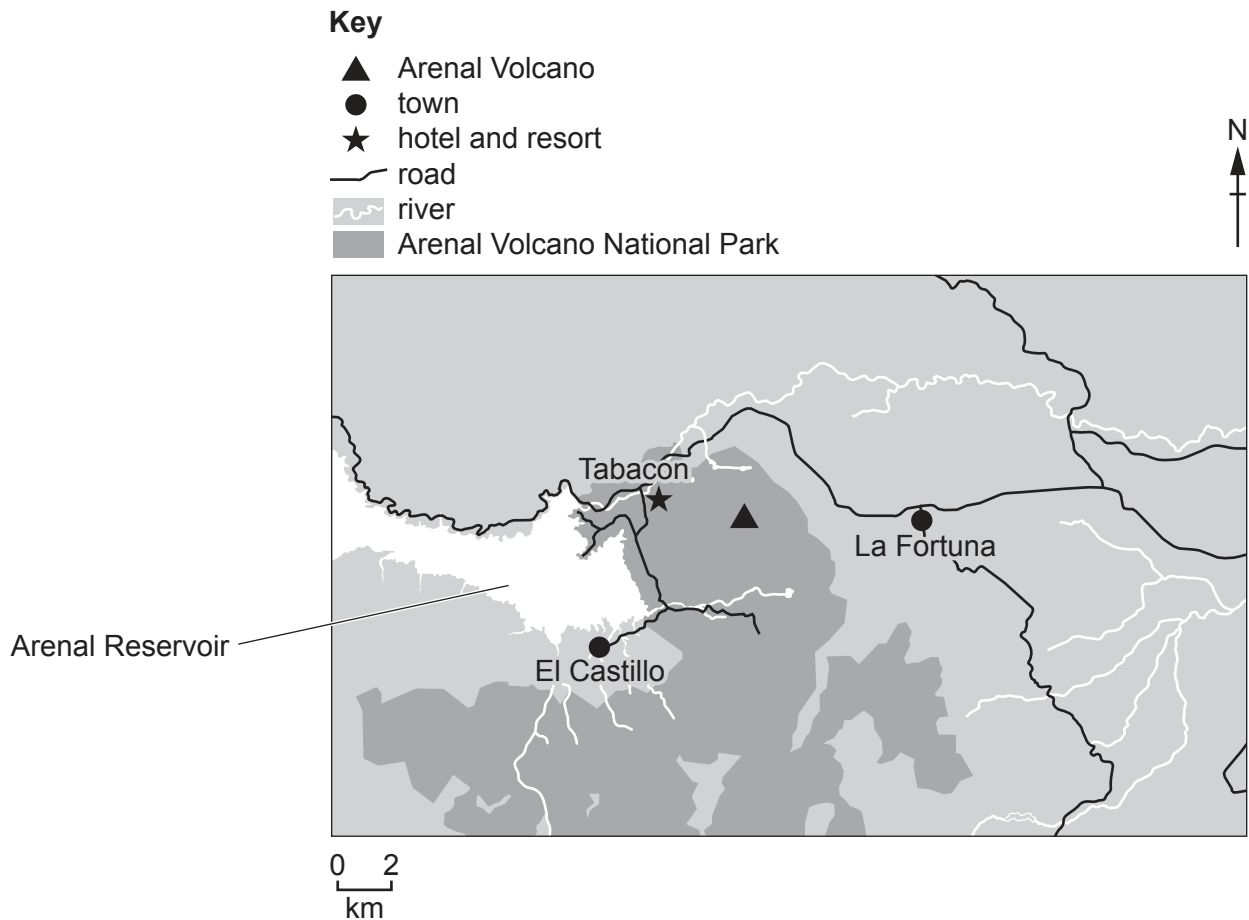 Key
Arenal Volcano
town
hotel and resort
road
river
Arenal Volcano National Park
N
Tabacón
La Fortuna
Arenal Reservoir
El Castillo
0 2
km